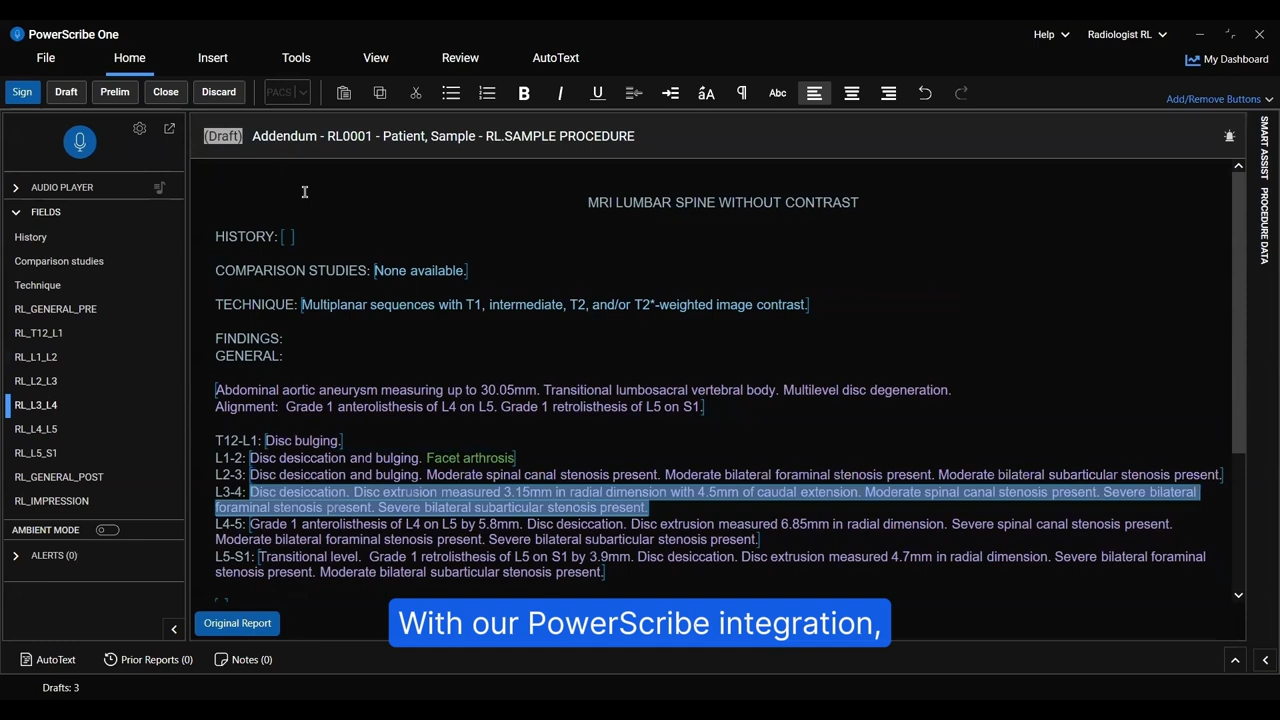 PowerScribe One
Help
Radiologist RL
File
Home
Insert
Tools
View
Review
AutoText
My Dashboard
Sign
Draft
Prelim
Close
Discard
PACS
B
I
U
Abc
Add/Remove Buttons
(Draft) Addendum - RL0001 - Patient, Sample - RL.SAMPLE PROCEDURE
AUDIO PLAYER
FIELDS
History
Comparison studies
Technique
RL_GENERAL_PRE
RL_T12_L1
RL_L1_L2
RL_L2_L3
RL_L3_L4
RL_L4_L5
RL_L5_S1
RL_GENERAL_POST
RL_IMPRESSION
AMBIENT MODE
ALERTS (0)
MRI LUMBAR SPINE WITHOUT CONTRAST
HISTORY: [ ]
COMPARISON STUDIES: [None available.]
TECHNIQUE: [Multiplanar sequences with T1, intermediate, T2, and/or T2*-weighted image contrast.]
FINDINGS:
GENERAL:
[Abdominal aortic aneurysm measuring up to 30.05mm. Transitional lumbosacral vertebral body. Multilevel disc degeneration.
Alignment: Grade 1 anterolisthesis of L4 on L5. Grade 1 retrolisthesis of L5 on S1.]
T12-L1: [Disc bulging.]
L1-2: [Disc desiccation and bulging. Facet arthrosis]
L2-3: [Disc desiccation and bulging. Moderate spinal canal stenosis present. Moderate bilateral foraminal stenosis present. Moderate bilateral subarticular stenosis present.]
L3-4: [Disc desiccation. Disc extrusion measured 3.15mm in radial dimension with 4.5mm of caudal extension. Moderate spinal canal stenosis present. Severe bilateral
foraminal stenosis present. Severe bilateral subarticular stenosis present.]
L4-5: [Grade 1 anterolisthesis of L4 on L5 by 5.8mm. Disc desiccation. Disc extrusion measured 6.85mm in radial dimension. Severe spinal canal stenosis present.
Moderate bilateral foraminal stenosis present. Severe bilateral subarticular stenosis present.]
L5-S1: [Transitional level. Grade 1 retrolisthesis of L5 on S1 by 3.9mm. Disc desiccation. Disc extrusion measured 4.7mm in radial dimension. Severe bilateral foraminal
stenosis present. Moderate bilateral subarticular stenosis present.]
SMART ASSIST
PROCEDURE DATA
Original Report
With our PowerScribe integration,
AutoText
Prior Reports (0)
Notes (0)
Drafts: 3